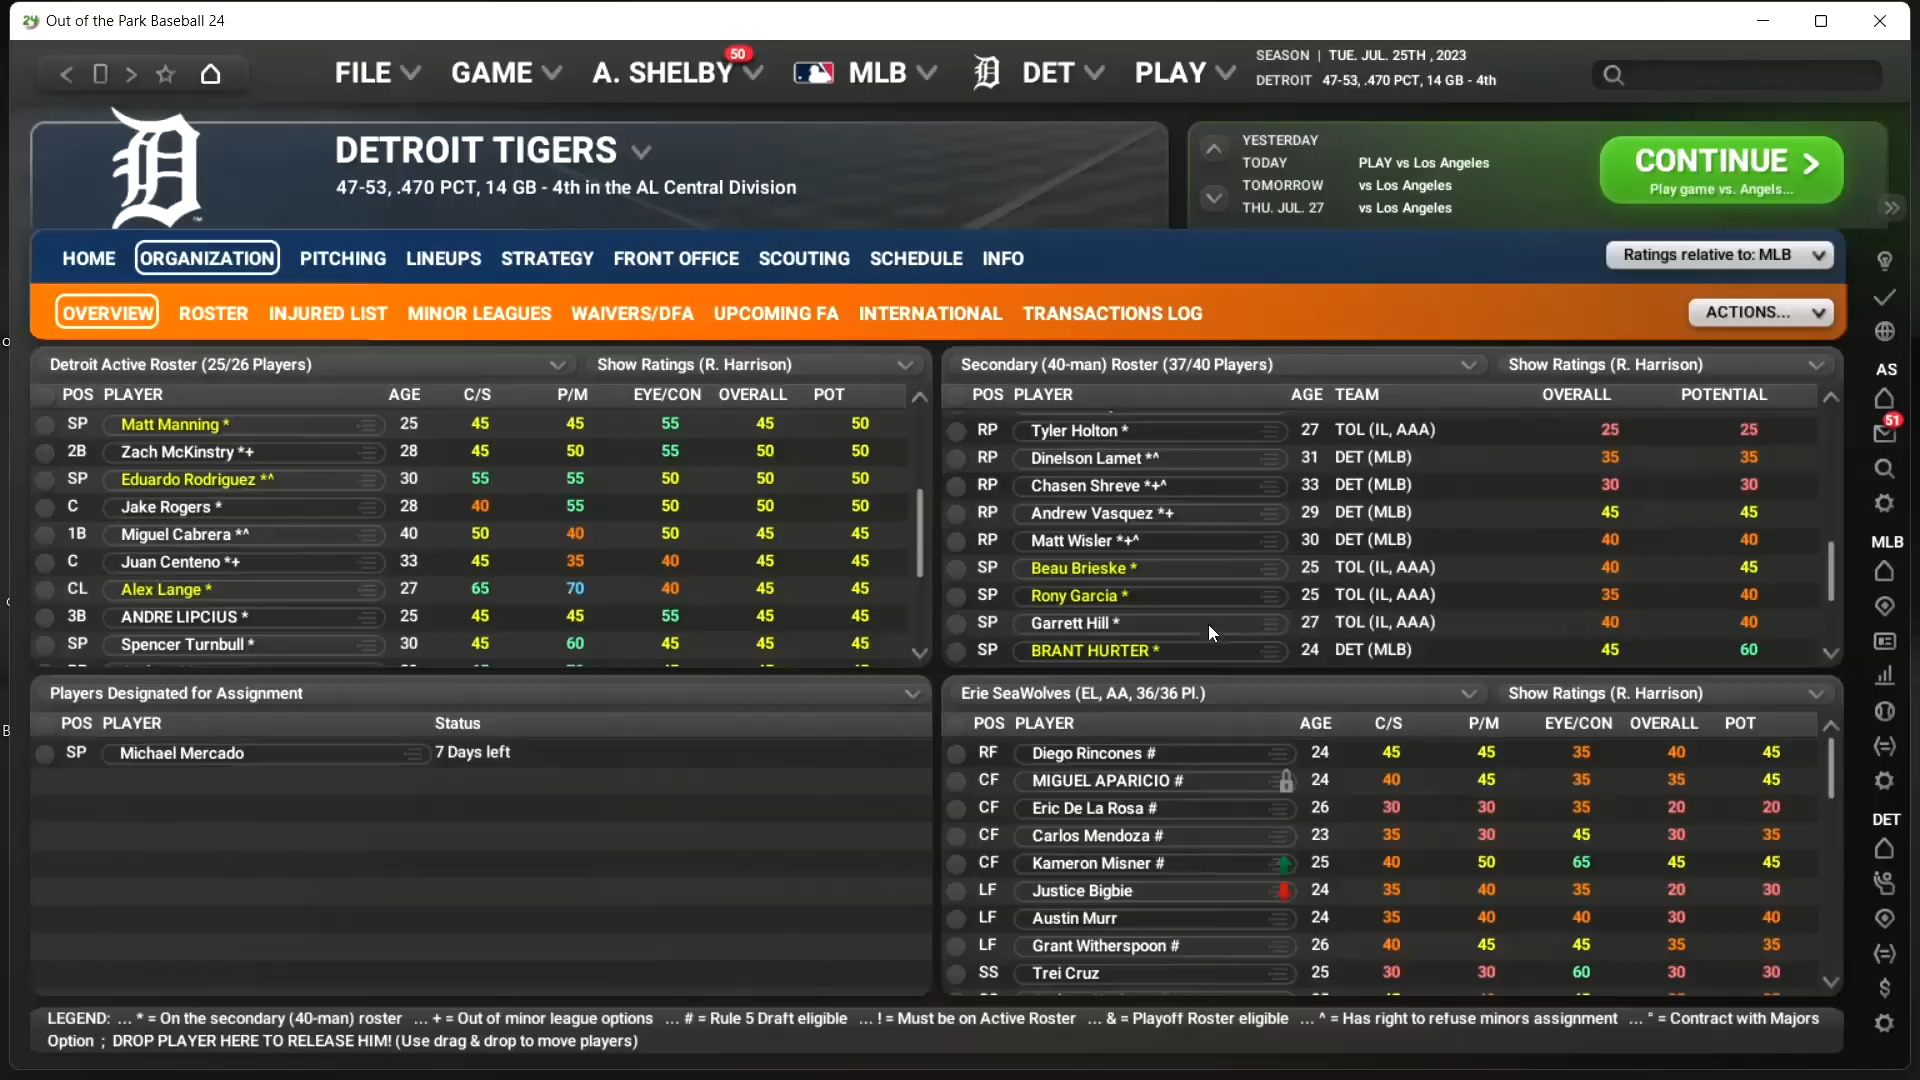 Out of the Park Baseball 24
FILE GAME A. SHELBY 50 MLB DET PLAY
SEASON | TUE. JUL. 25TH , 2023
DETROIT 47-53, .470 PCT, 14 GB - 4th
DETROIT TIGERS
47-53, .470 PCT, 14 GB - 4th in the AL Central Division
YESTERDAY
TODAY PLAY vs Los Angeles
TOMORROW vs Los Angeles
THU. JUL. 27 vs Los Angeles
CONTINUE >
Play game vs. Angels...
HOME ORGANIZATION PITCHING LINEUPS STRATEGY FRONT OFFICE SCOUTING SCHEDULE INFO
Ratings relative to: MLB
OVERVIEW ROSTER INJURED LIST MINOR LEAGUES WAIVERS/DFA UPCOMING FA INTERNATIONAL TRANSACTIONS LOG
ACTIONS...
Detroit Active Roster (25/26 Players) Show Ratings (R. Harrison)
POS PLAYER AGE C/S P/M EYE/CON OVERALL POT
SP Matt Manning * 25 45 45 55 45 50
2B Zach McKinstry *+ 28 45 50 55 50 50
SP Eduardo Rodriguez *^ 30 55 55 50 50 50
C Jake Rogers * 28 40 55 50 50 50
1B Miguel Cabrera *^ 40 50 40 50 45 45
C Juan Centeno *+ 33 45 35 40 45 45
CL Alex Lange * 27 65 70 40 45 45
3B ANDRE LIPCIUS * 25 45 45 55 45 45
SP Spencer Turnbull * 30 45 60 45 45 45
Secondary (40-man) Roster (37/40 Players) Show Ratings (R. Harrison)
POS PLAYER AGE TEAM OVERALL POTENTIAL
RP Tyler Holton * 27 TOL (IL, AAA) 25 25
RP Dinelson Lamet *^ 31 DET (MLB) 35 35
RP Chasen Shreve *+^ 33 DET (MLB) 30 30
RP Andrew Vasquez *+ 29 DET (MLB) 45 45
RP Matt Wisler *+^ 30 DET (MLB) 40 40
SP Beau Brieske * 25 TOL (IL, AAA) 40 45
SP Rony Garcia * 25 TOL (IL, AAA) 35 40
SP Garrett Hill * 27 TOL (IL, AAA) 40 40
SP BRANT HURTER * 24 DET (MLB) 45 60
Players Designated for Assignment
POS PLAYER Status
SP Michael Mercado 7 Days left
Erie SeaWolves (EL, AA, 36/36 Pl.) Show Ratings (R. Harrison)
POS PLAYER AGE C/S P/M EYE/CON OVERALL POT
RF Diego Rincones # 24 45 45 35 40 45
CF MIGUEL APARICIO # 24 40 45 35 35 45
CF Eric De La Rosa # 26 30 30 35 20 20
CF Carlos Mendoza # 23 35 30 45 30 35
CF Kameron Misner # 25 40 50 65 45 45
LF Justice Bigbie 24 35 40 35 20 30
LF Austin Murr 24 35 40 40 30 40
LF Grant Witherspoon # 26 40 45 45 35 35
SS Trei Cruz 25 30 30 60 30 30
AS
51
MLB
DET
LEGEND: ... * = On the secondary (40-man) roster ... + = Out of minor league options ... # = Rule 5 Draft eligible ... ! = Must be on Active Roster ... & = Playoff Roster eligible ... ^ = Has right to refuse minors assignment ... ° = Contract with Majors
Option ; DROP PLAYER HERE TO RELEASE HIM! (Use drag & drop to move players)